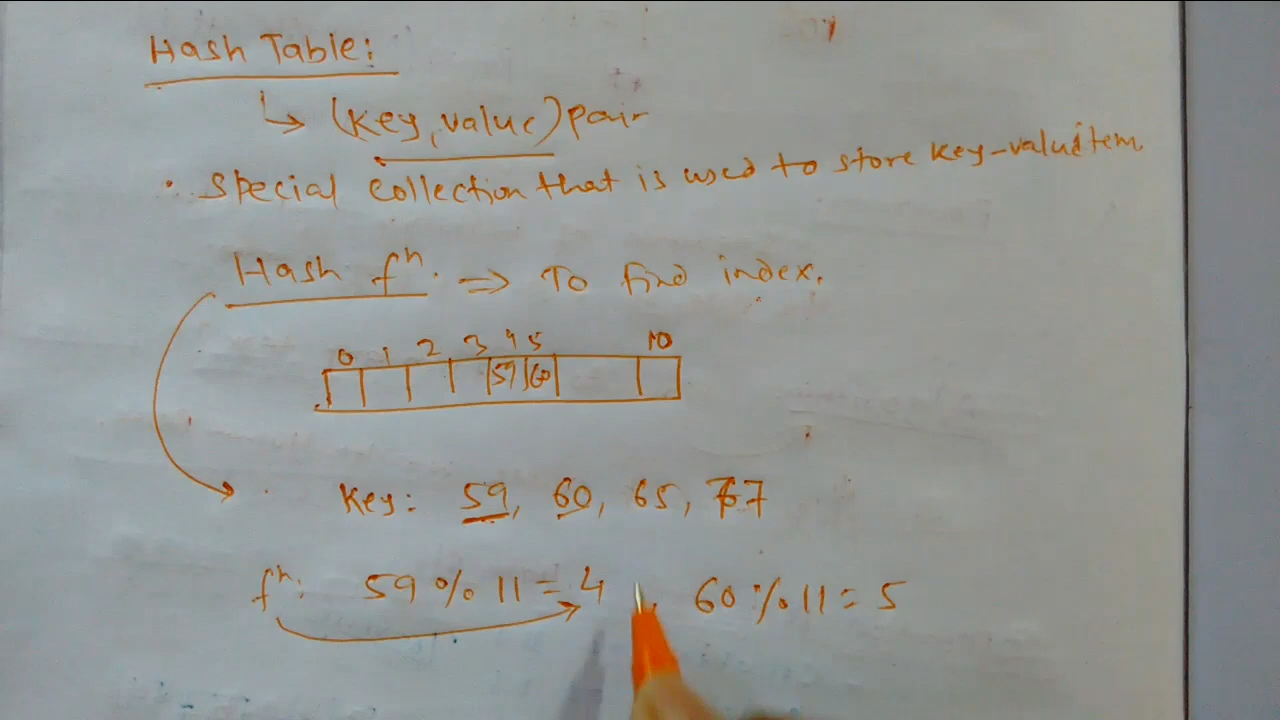 Hash Table:
↳ (Key, value) pair
• Special Collection that is used to store Key-value item.
Hash fⁿ. ⇒ To find index.
0 1 2 3 4 5 10
59 60
Key: 59, 60, 65,
fⁿ: 59 % 11 = 4 60 % 11 = 5